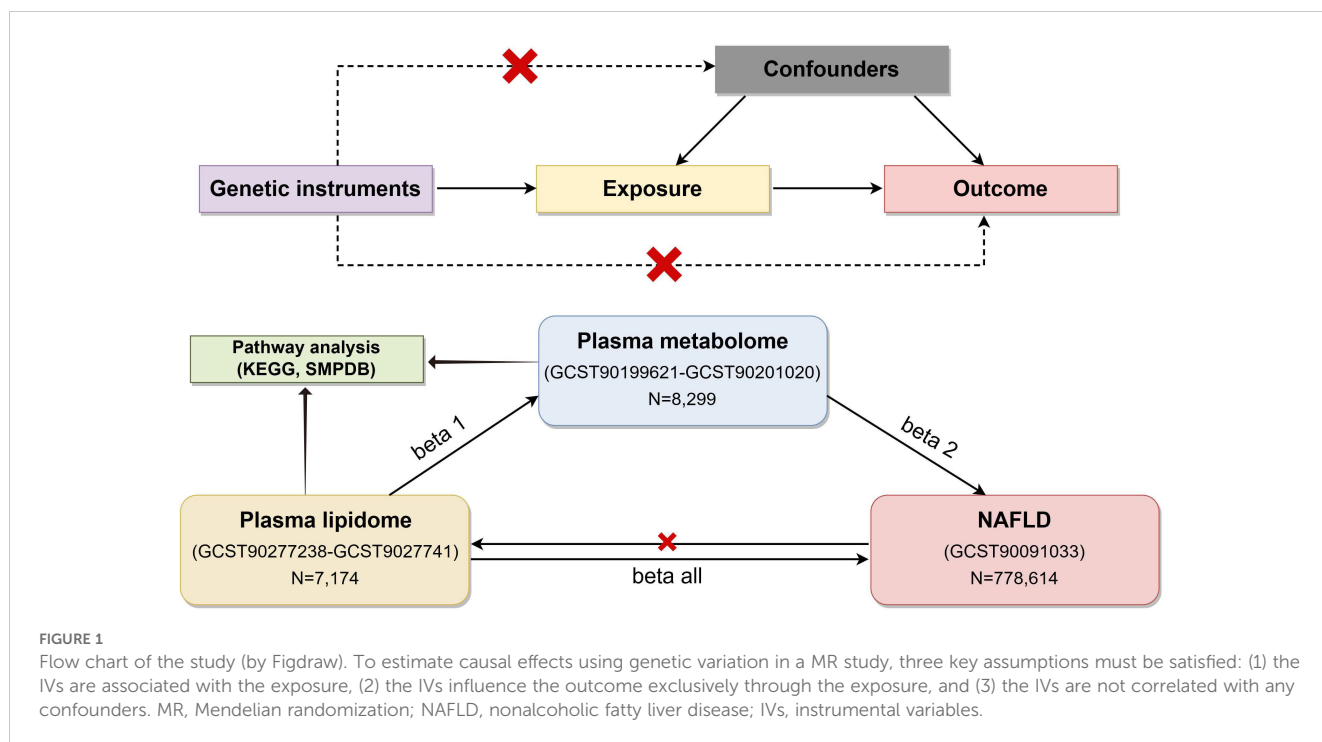 Confounders
Genetic instruments
Exposure
Outcome
Plasma metabolome
(GCST90199621-GCST90201020)
N=8,299
Pathway analysis
(KEGG, SMPDB)
beta 1
beta 2
Plasma lipidome
(GCST90277238-GCST9027741)
N=7,174
beta all
NAFLD
(GCST90091033)
N=778,614
FIGURE 1
Flow chart of the study (by Figdraw). To estimate causal effects using genetic variation in a MR study, three key assumptions must be satisfied: (1) the
IVs are associated with the exposure, (2) the IVs influence the outcome exclusively through the exposure, and (3) the IVs are not correlated with any
confounders. MR, Mendelian randomization; NAFLD, nonalcoholic fatty liver disease; IVs, instrumental variables.